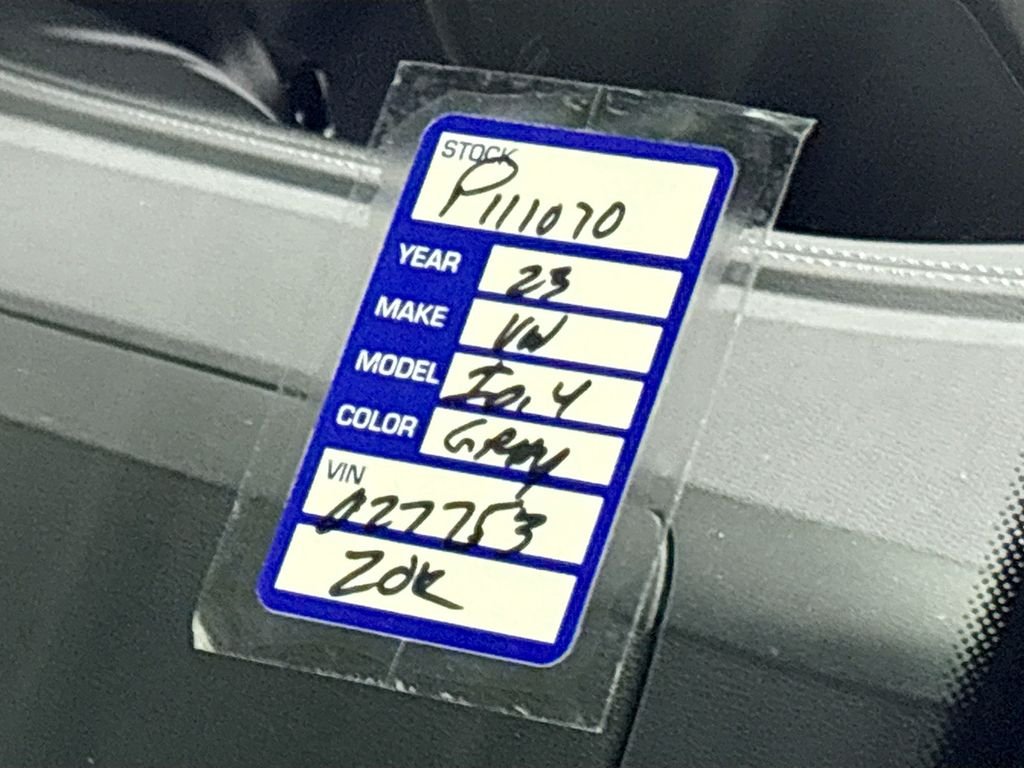 STOCK
P111070
YEAR 23
MAKE VW
MODEL ID.4
COLOR GRAY
VIN
027753
20K